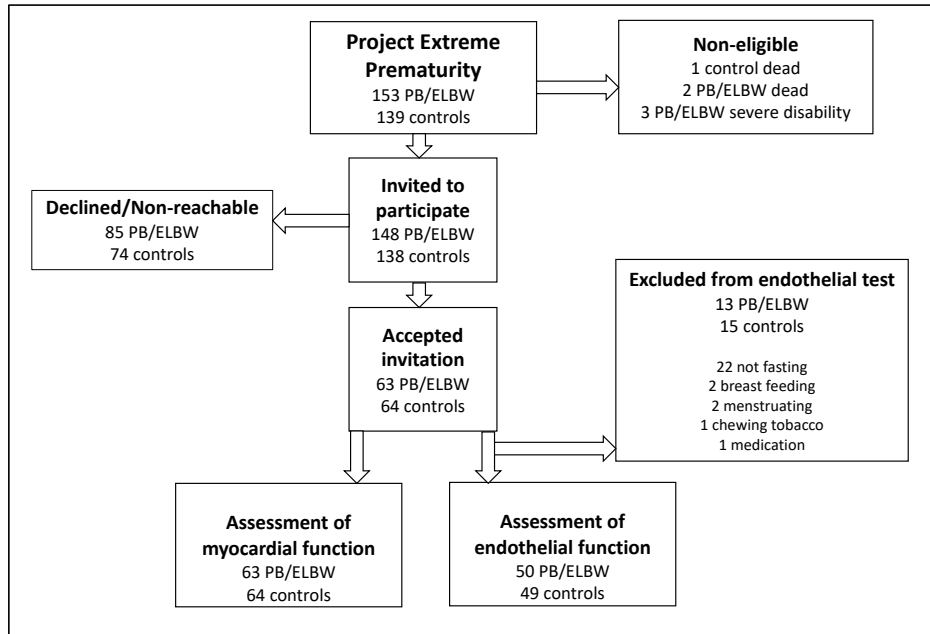 Project Extreme
Prematurity
153 PB/ELBW
139 controls
Non-eligible
1 control dead
2 PB/ELBW dead
3 PB/ELBW severe disability
Invited to
participate
148 PB/ELBW
138 controls
Declined/Non-reachable
85 PB/ELBW
74 controls
Accepted
invitation
63 PB/ELBW
64 controls
Excluded from endothelial test
13 PB/ELBW
15 controls
22 not fasting
2 breast feeding
2 menstruating
1 chewing tobacco
1 medication
Assessment of
myocardial function
63 PB/ELBW
64 controls
Assessment of
endothelial function
50 PB/ELBW
49 controls